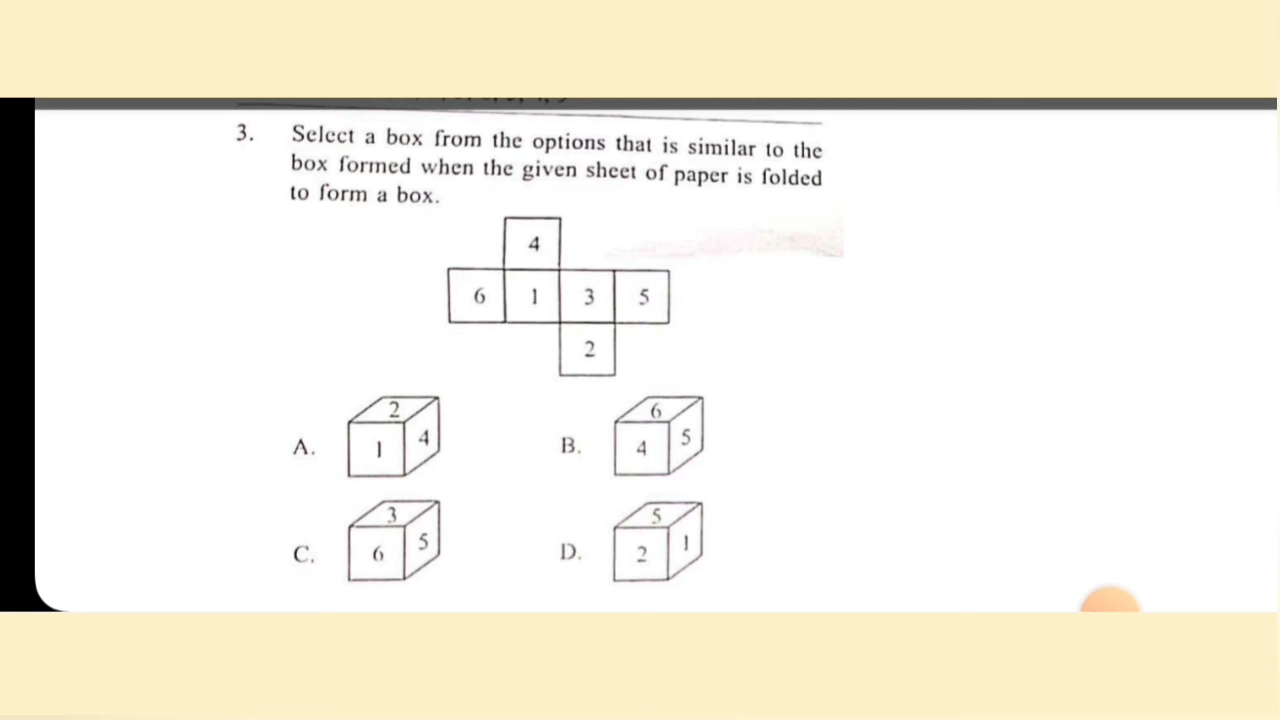 3. Select a box from the options that is similar to the
box formed when the given sheet of paper is folded
to form a box.
4
6 1 3 5
2
A. 2 1 4 B. 6 4 5
C. 3 6 5 D. 5 2 1